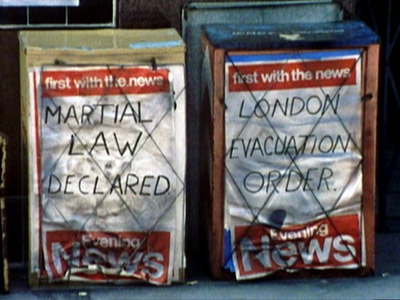 first with the news
MARTIAL
LAW
DECLARED
Evening
News
first with the news
LONDON
EVACUATION
ORDER.
Evening
News